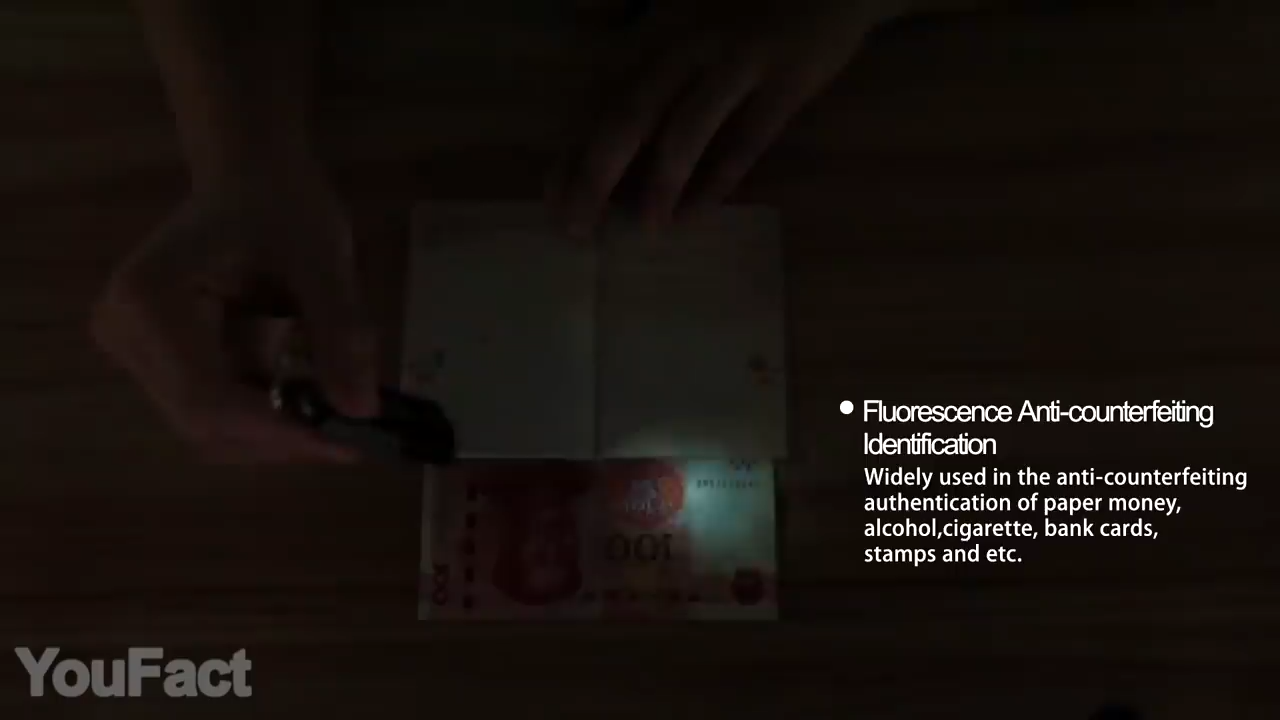 Fluorescence Anti-counterfeiting
Identification
Widely used in the anti-counterfeiting
authentication of paper money,
alcohol,cigarette, bank cards,
stamps and etc.
100
YouFact